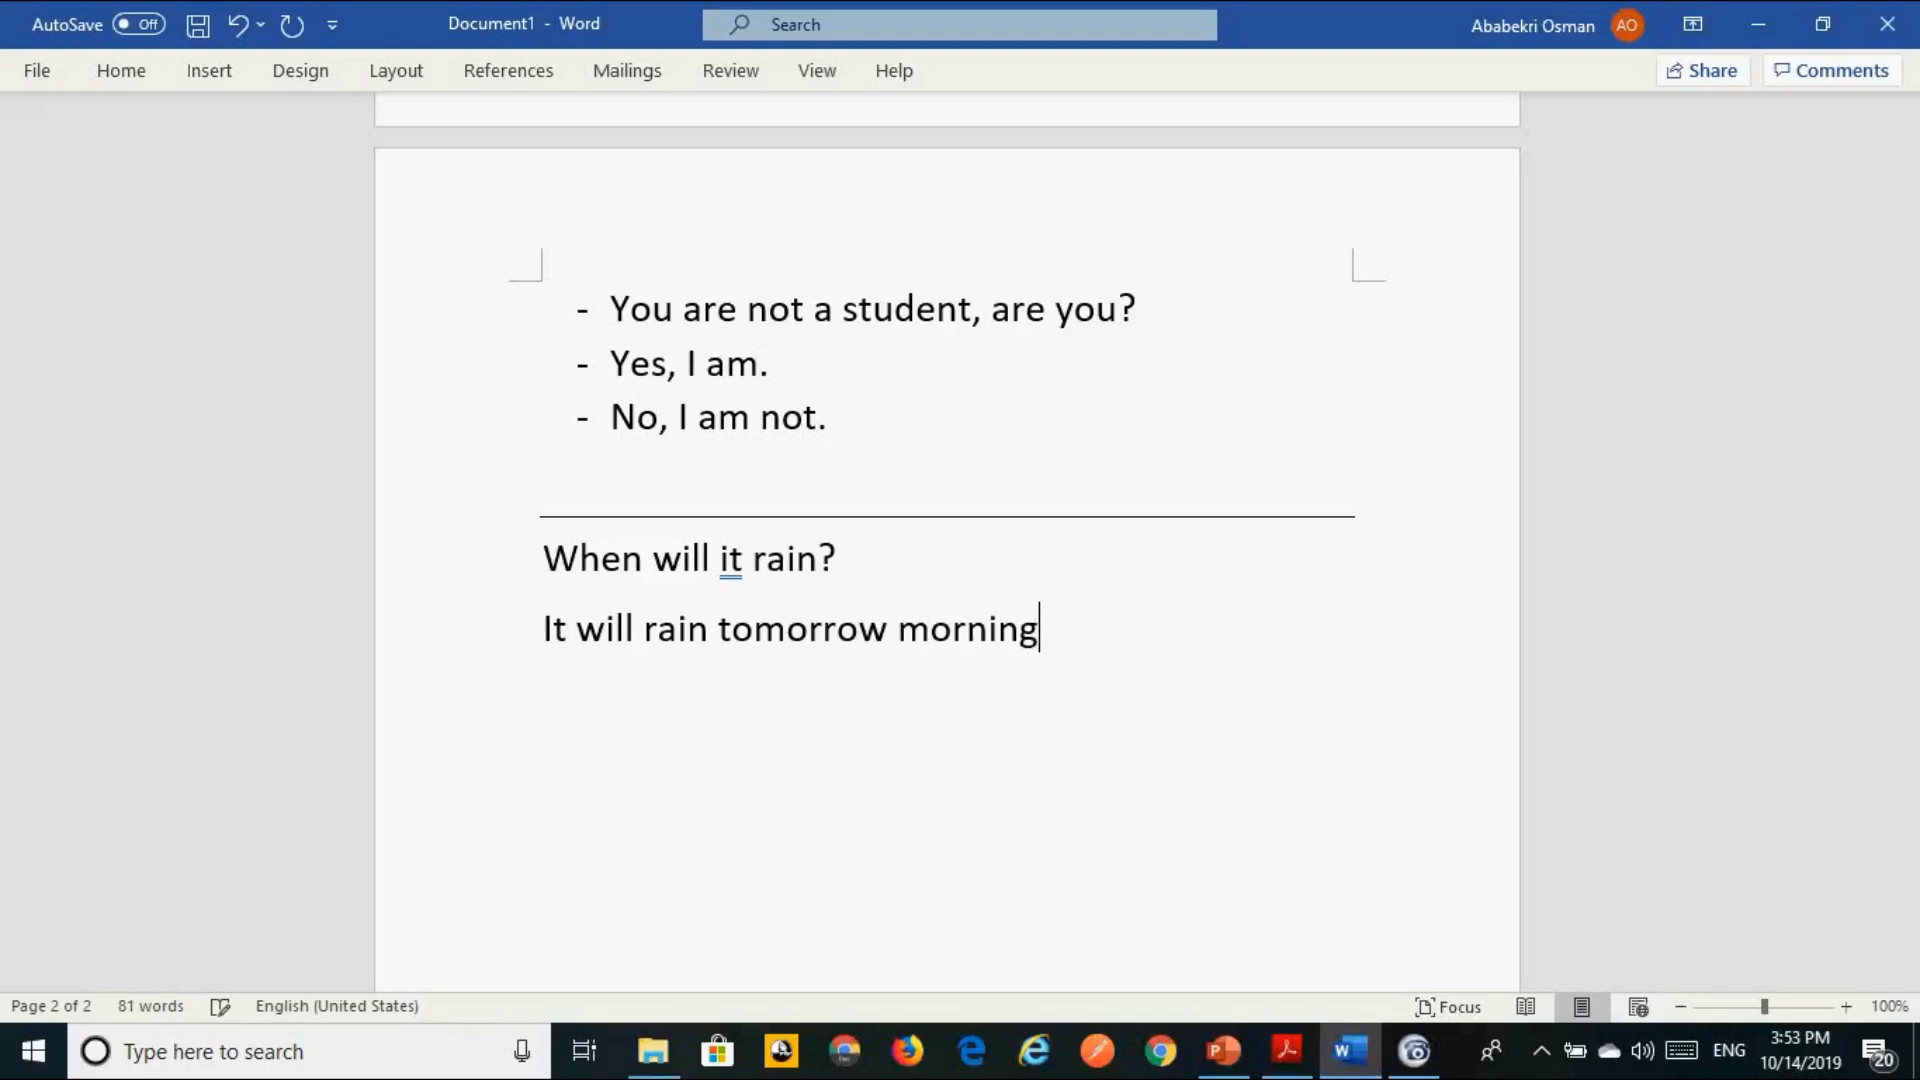 AutoSave Off Document1 - Word Search Ababekri Osman AO
File Home Insert Design Layout References Mailings Review View Help Share Comments
- You are not a student, are you?
- Yes, I am.
- No, I am not.
When will it rain?
It will rain tomorrow morning
Page 2 of 2 81 words English (United States) Focus 100%
Type here to search ENG 3:53 PM
10/14/2019 20